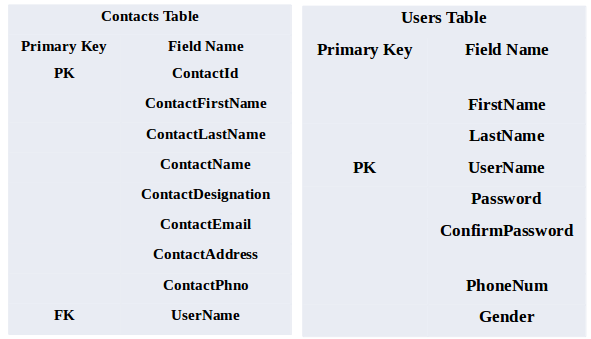 Contacts Table
Primary Key Field Name
PK ContactId
ContactFirstName
ContactLastName
ContactName
ContactDesignation
ContactEmail
ContactAddress
ContactPhno
FK UserName
Users Table
Primary Key Field Name
FirstName
LastName
PK UserName
Password
ConfirmPassword
PhoneNum
Gender